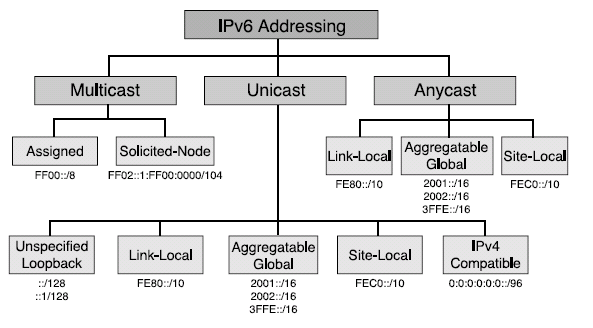 IPv6 Addressing
Multicast
Unicast
Anycast
Assigned
FF00::/8
Solicited-Node
FF02::1:FF00:0000/104
Link-Local
FE80::/10
Aggregatable
Global
2001::/16
2002::/16
3FFE::/16
Site-Local
FEC0::/10
Unspecified
Loopback
::/128
::1/128
Link-Local
FE80::/10
Aggregatable
Global
2001::/16
2002::/16
3FFE::/16
Site-Local
FEC0::/10
IPv4
Compatible
0:0:0:0:0:0::/96